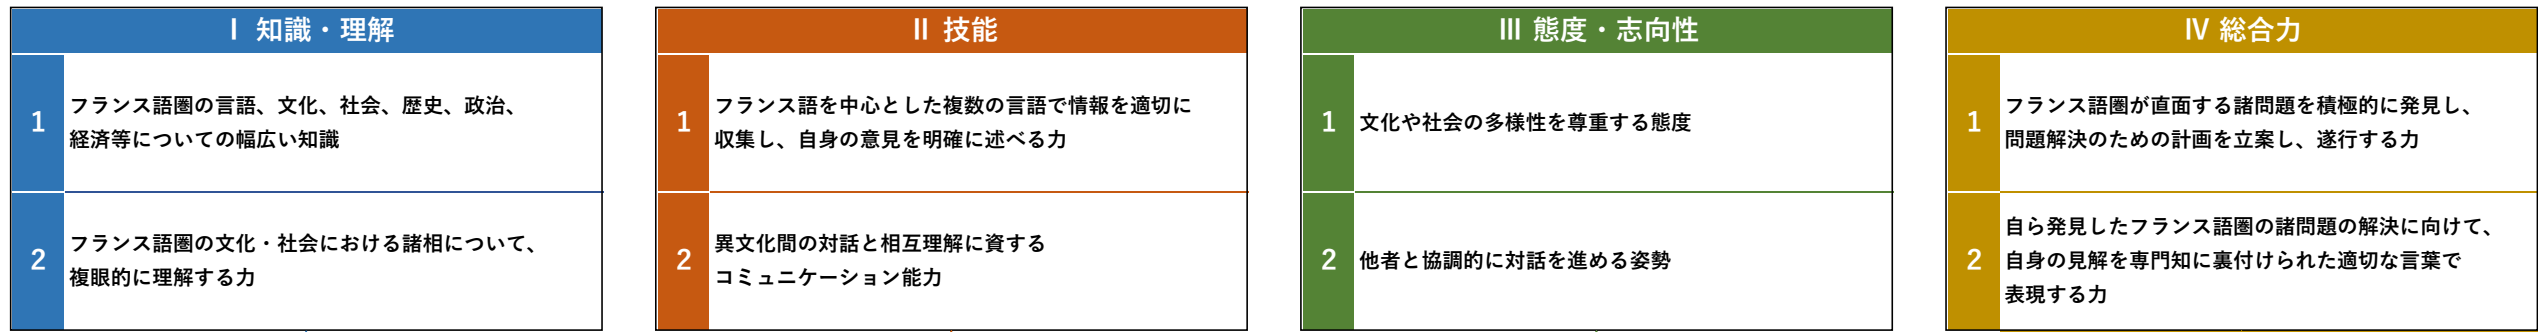 Ⅰ 知識・理解
1
フランス語圏の言語、文化、社会、歴史、政治、
経済等についての幅広い知識
2
フランス語圏の文化・社会における諸相について、
複眼的に理解する力
Ⅱ 技能
1
フランス語を中心とした複数の言語で情報を適切に
収集し、自身の意見を明確に述べる力
2
異文化間の対話と相互理解に資する
コミュニケーション能力
Ⅲ 態度・志向性
1
文化や社会の多様性を尊重する態度
2
他者と協調的に対話を進める姿勢
Ⅳ 総合力
1
フランス語圏が直面する諸問題を積極的に発見し、
問題解決のための計画を立案し、遂行する力
2
自ら発見したフランス語圏の諸問題の解決に向けて、
自身の見解を専門知に裏付けられた適切な言葉で
表現する力